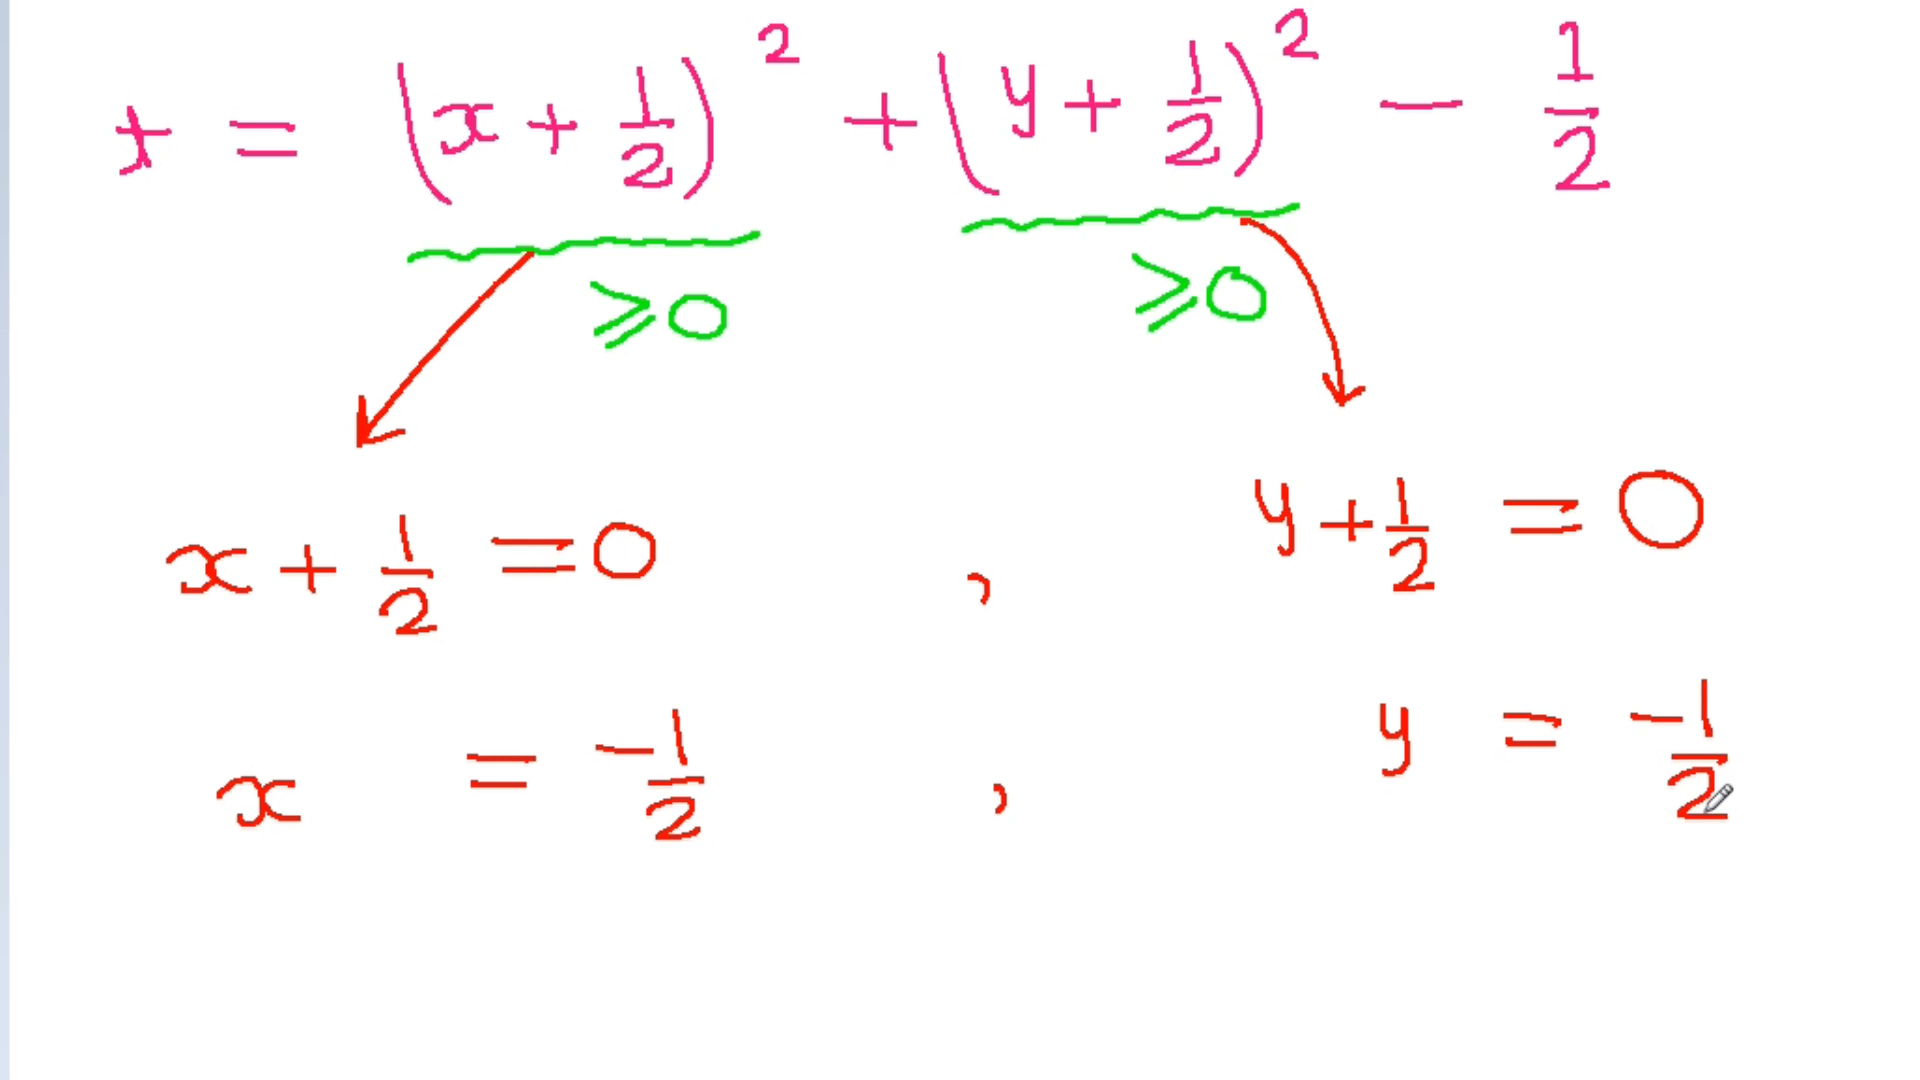 t = (x + 1/2)² + (y + 1/2)² − 1/2
≥0 ≥0
x + 1/2 = 0 , y + 1/2 = 0
x = −1/2 , y = −1/2